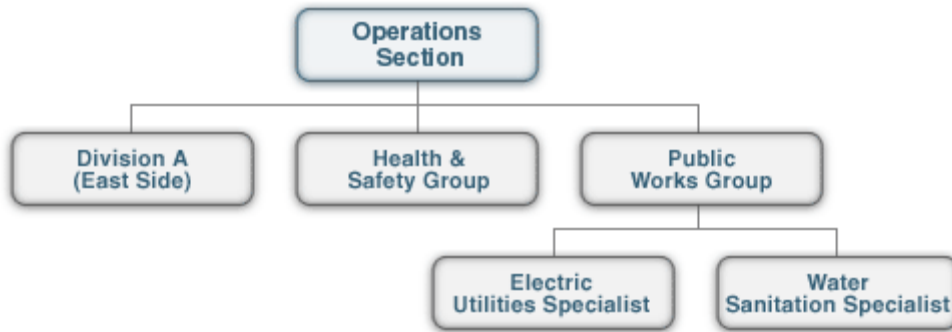 Operations
Section
Division A
(East Side)
Health &
Safety Group
Public
Works Group
Electric
Utilities Specialist
Water
Sanitation Specialist